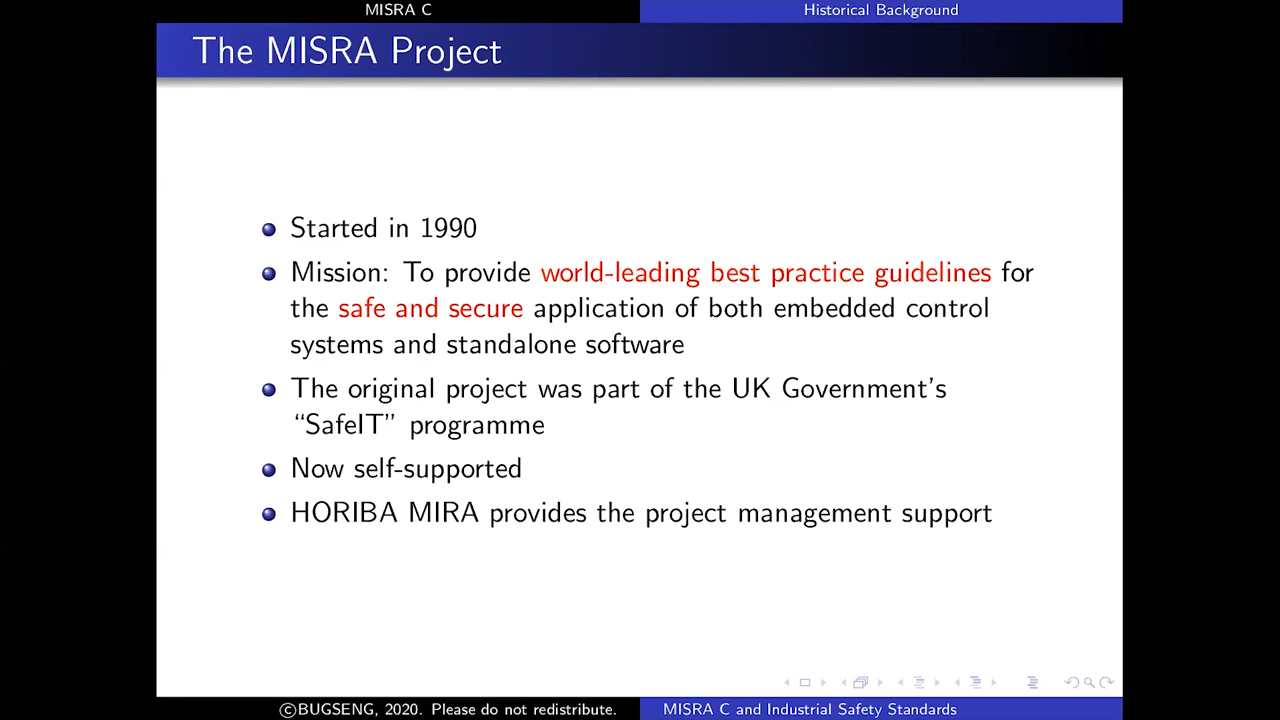 MISRA C
Historical Background
The MISRA Project
Started in 1990
Mission: To provide world-leading best practice guidelines for
the safe and secure application of both embedded control
systems and standalone software
The original project was part of the UK Government’s
“SafeIT” programme
Now self-supported
HORIBA MIRA provides the project management support
©BUGSENG, 2020. Please do not redistribute.
MISRA C and Industrial Safety Standards